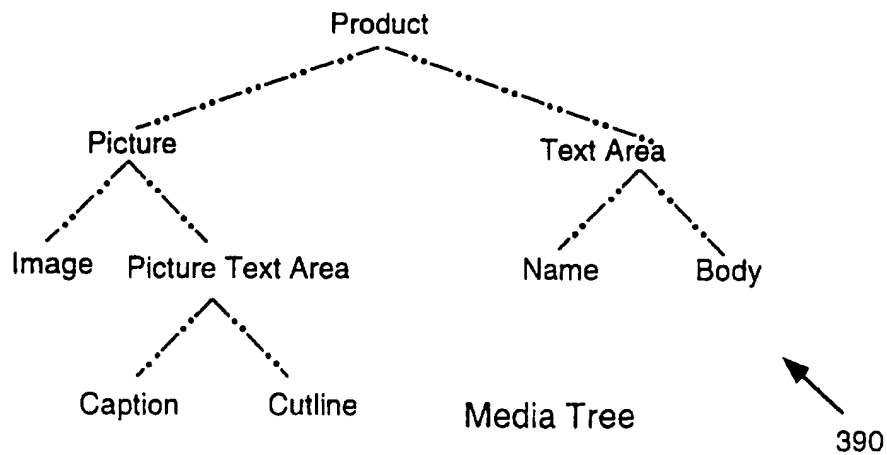 Product
Picture Text Area
Image Picture Text Area Name Body
Caption Cutline Media Tree
390